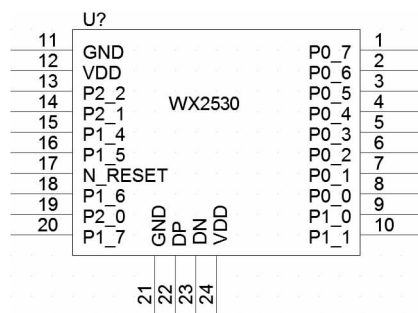 U?
11 GND P0_7 1
12 VDD P0_6 2
13 P2_2 P0_5 3
14 P2_1 P0_4 4
15 P1_4 P0_3 5
16 P1_5 P0_2 6
17 N_RESET P0_1 7
18 P1_6 P0_0 8
19 P2_0 P1_0 9
20 P1_7 P1_1 10
WX2530
GND DP DN VDD
21 22 23 24